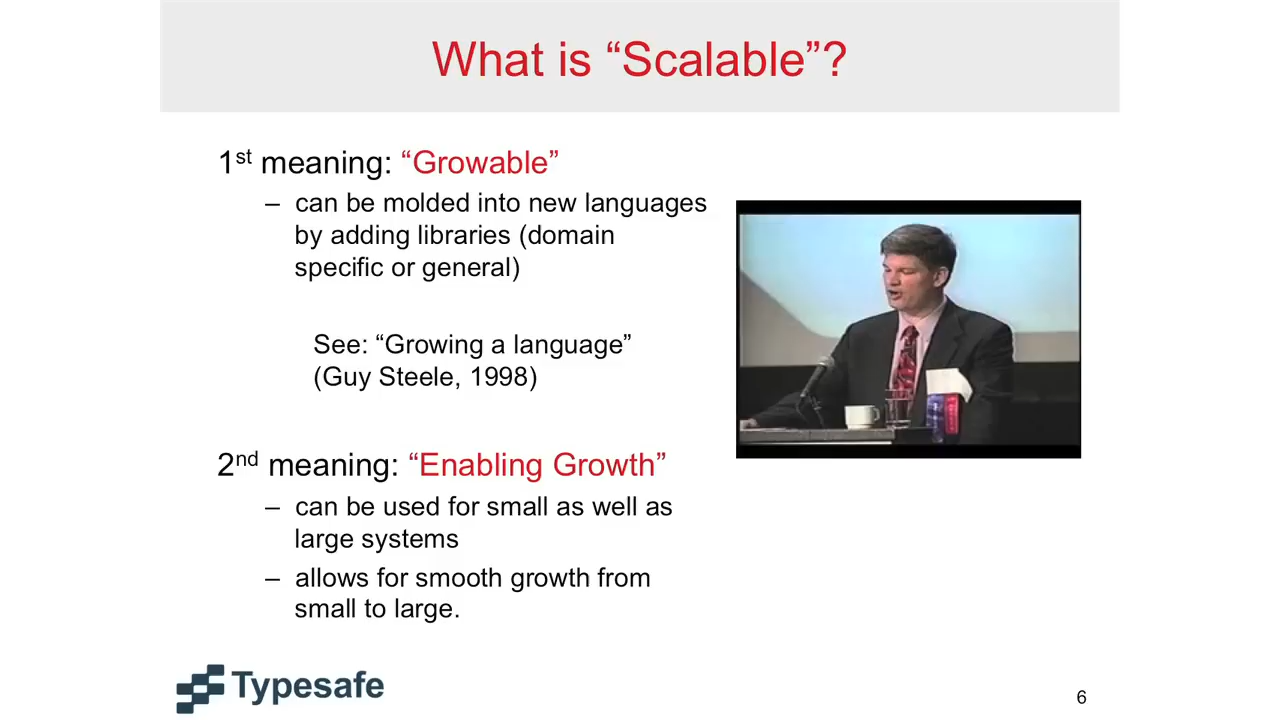 What is “Scalable”?
1st meaning: “Growable”
– can be molded into new languages
by adding libraries (domain
specific or general)
See: “Growing a language”
(Guy Steele, 1998)
2nd meaning: “Enabling Growth”
– can be used for small as well as
large systems
– allows for smooth growth from
small to large.
Typesafe
6